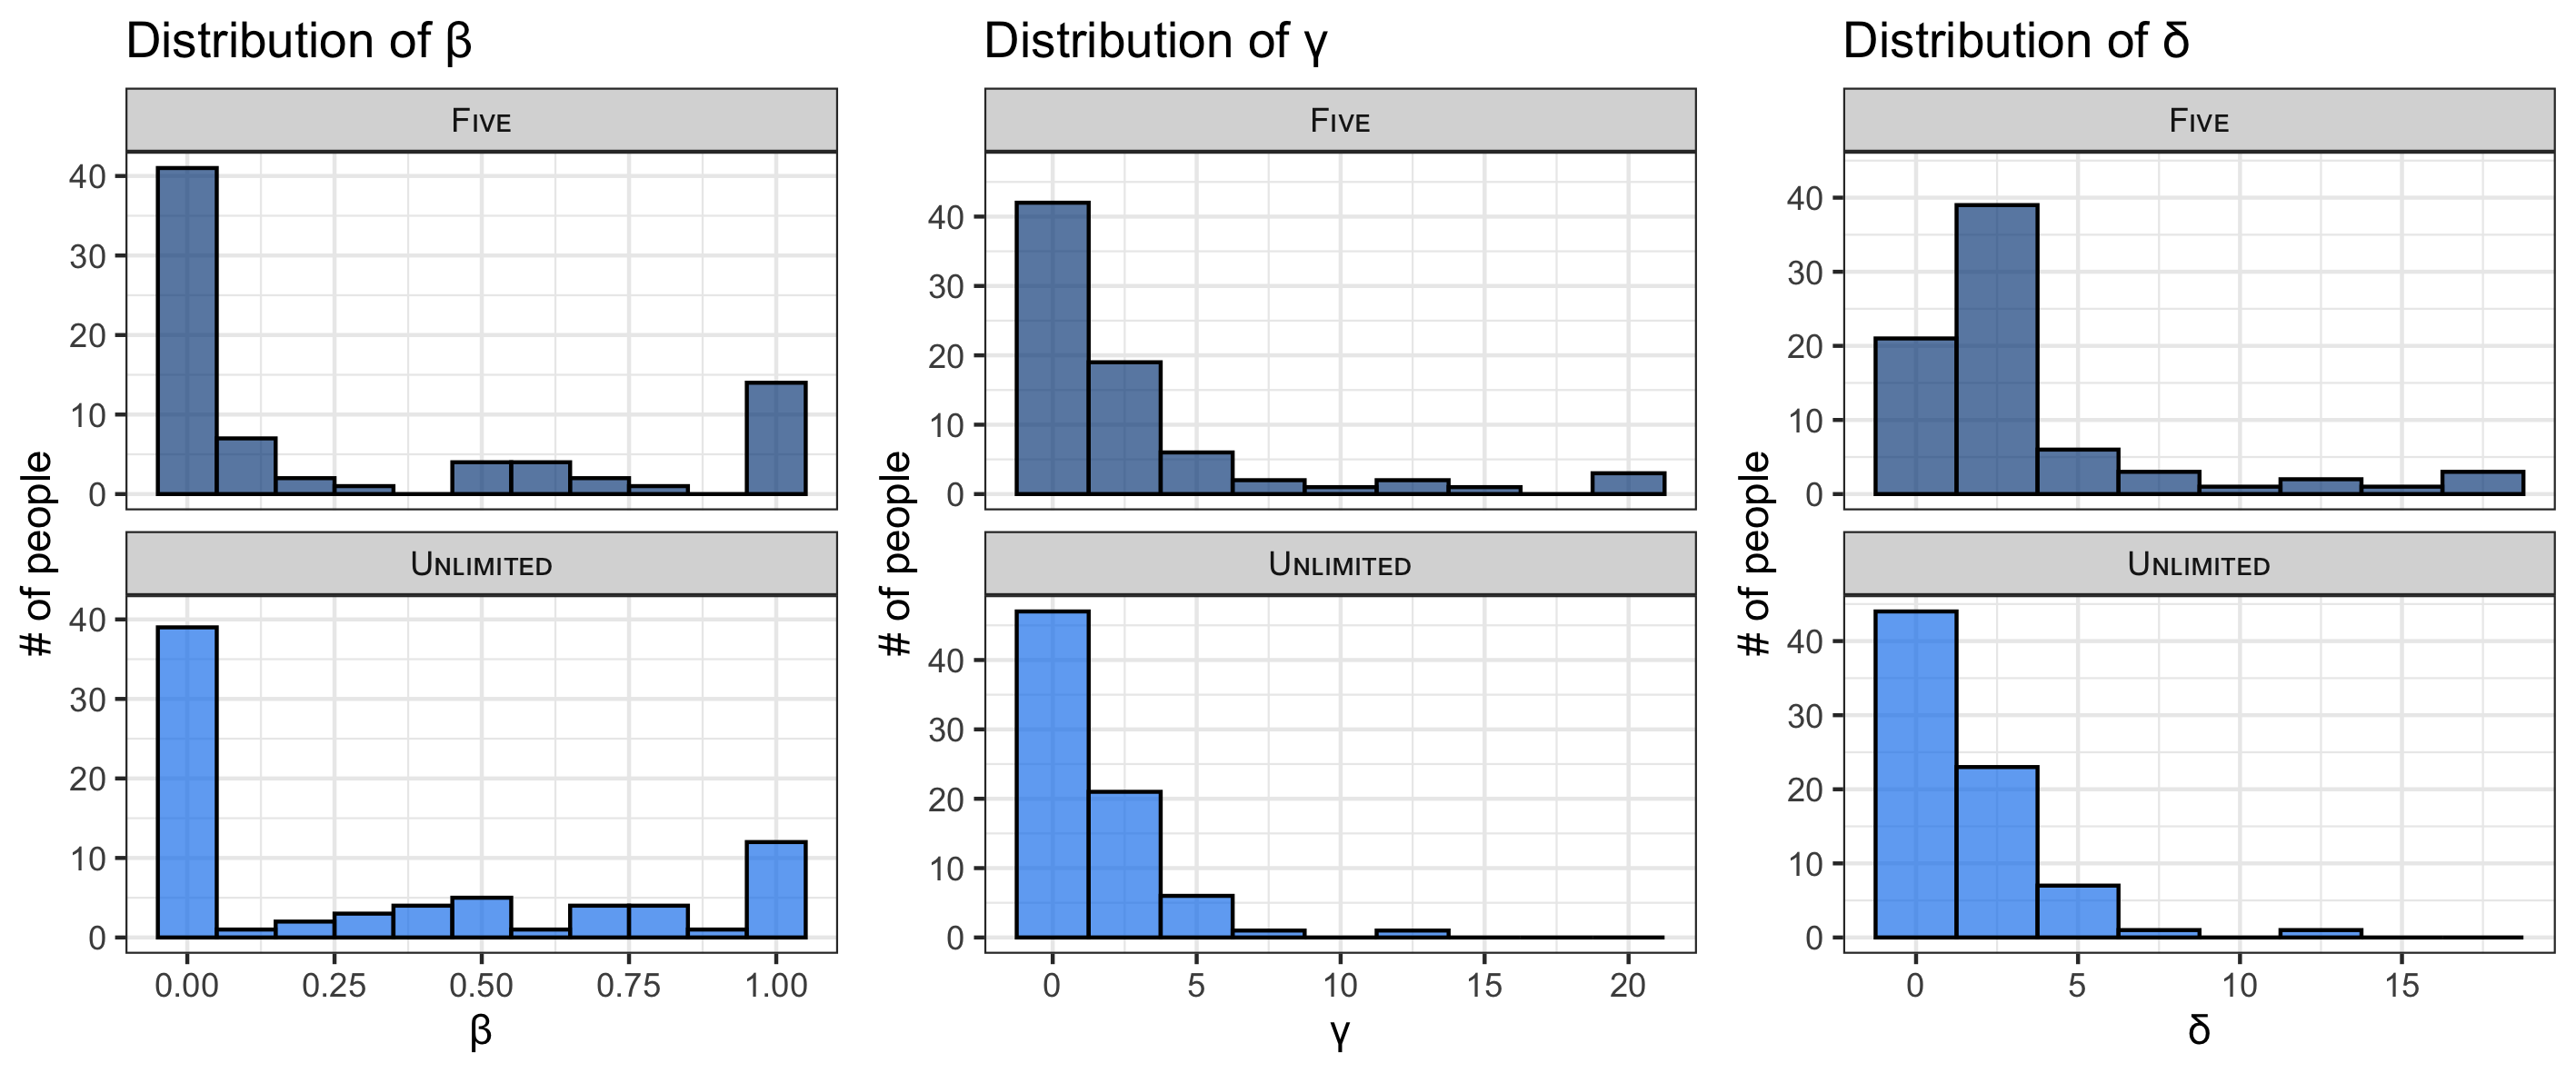 Distribution of β
Five
40
30
20
10
0
# of people
Unlimited
40
30
20
10
0
0.00 0.25 0.50 0.75 1.00
β
Distribution of γ
Five
40
30
20
10
0
# of people
Unlimited
40
30
20
10
0
0 5 10 15 20
γ
Distribution of δ
Five
40
30
20
10
0
# of people
Unlimited
40
30
20
10
0
0 5 10 15
δ